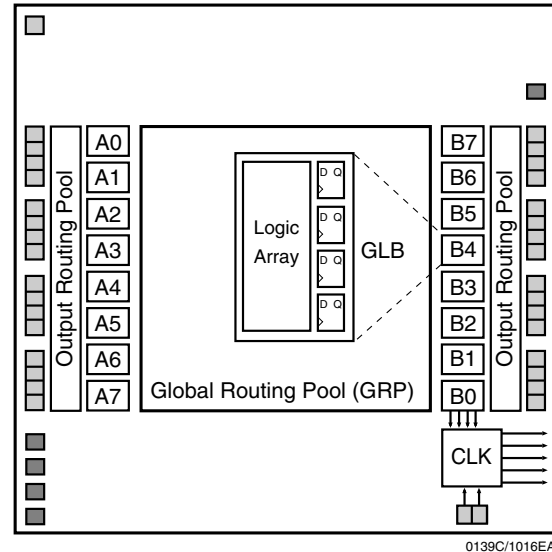 A0
A1
A2
A3
A4
A5
A6
A7
Output Routing Pool
Logic
Array
D Q
D Q
D Q
D Q
GLB
Global Routing Pool (GRP)
B7
B6
B5
B4
B3
B2
B1
B0
Output Routing Pool
CLK
0139C/1016EA